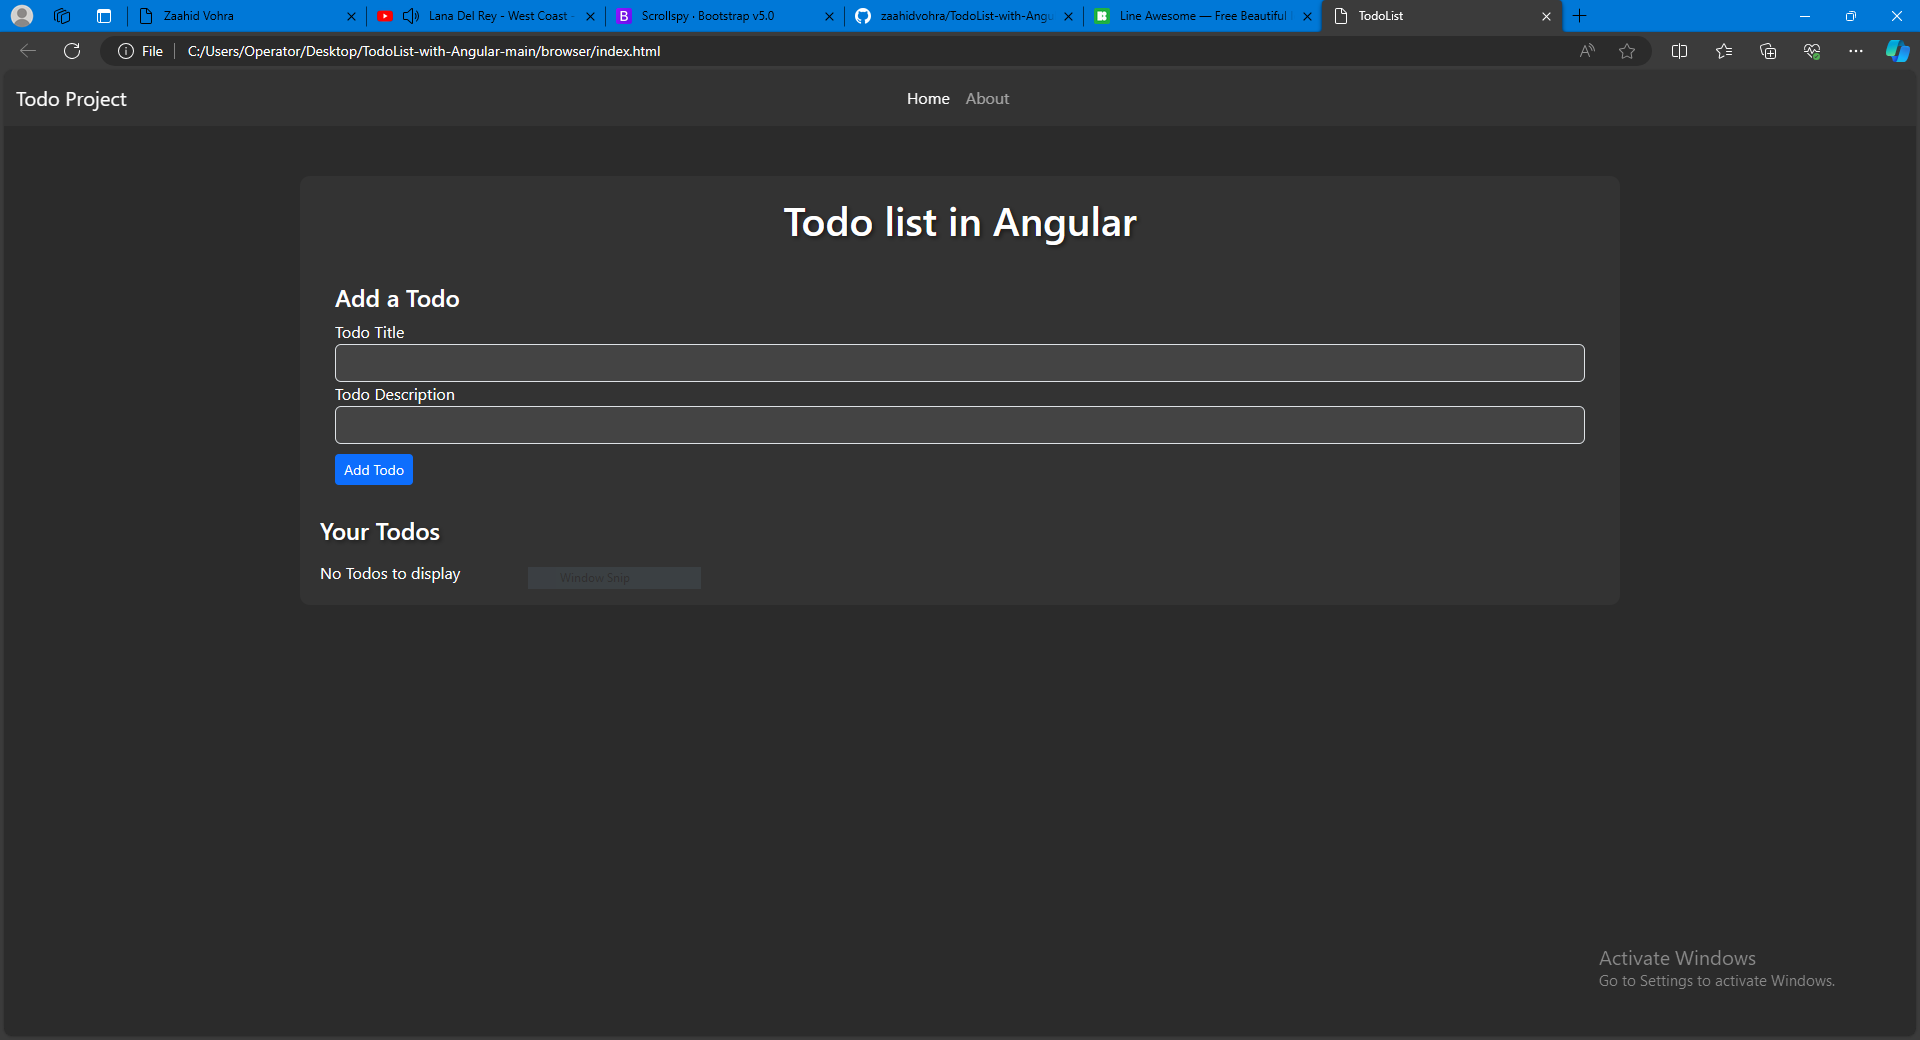 Zaahid Vohra
Lana Del Rey - West Coast -
B Scrollspy · Bootstrap v5.0
zaahidvohra/TodoList-with-Angu
Line Awesome — Free Beautiful
TodoList
File
C:/Users/Operator/Desktop/TodoList-with-Angular-main/browser/index.html
Todo Project
Home About
Todo list in Angular
Add a Todo
Todo Title
Todo Description
Add Todo
Your Todos
No Todos to display
Window Snip
Activate Windows
Go to Settings to activate Windows.